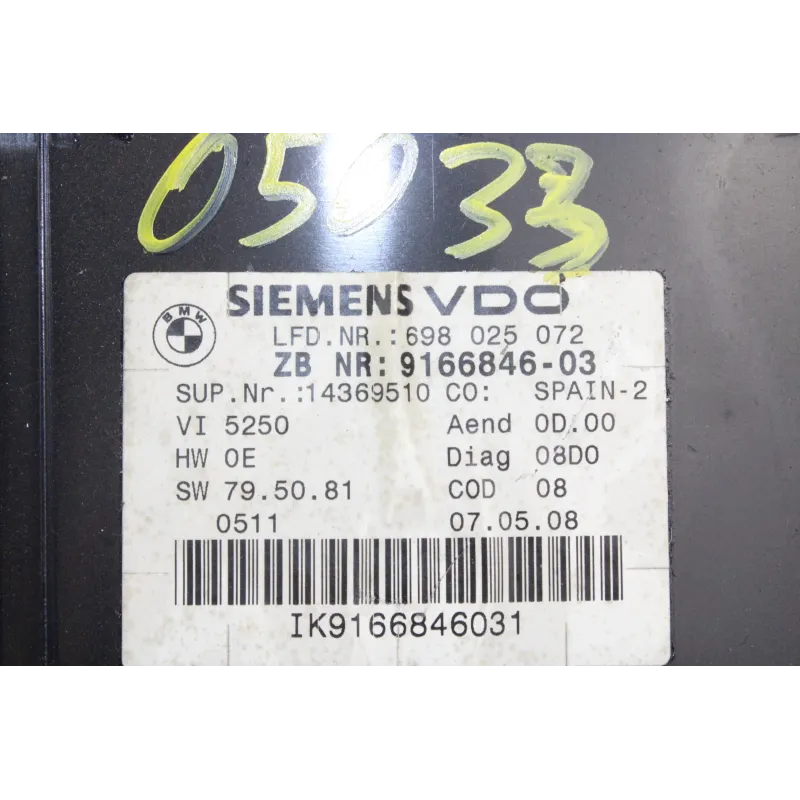 05033
SIEMENS VDO
BMW
LFD.NR.:698 025 072
ZB NR:9166846-03
SUP.Nr.:14369510 CO: SPAIN-2
VI 5250 Aend 0D.00
HW 0E Diag 08D0
SW 79.50.81 COD 08
0511 07.05.08
IK9166846031